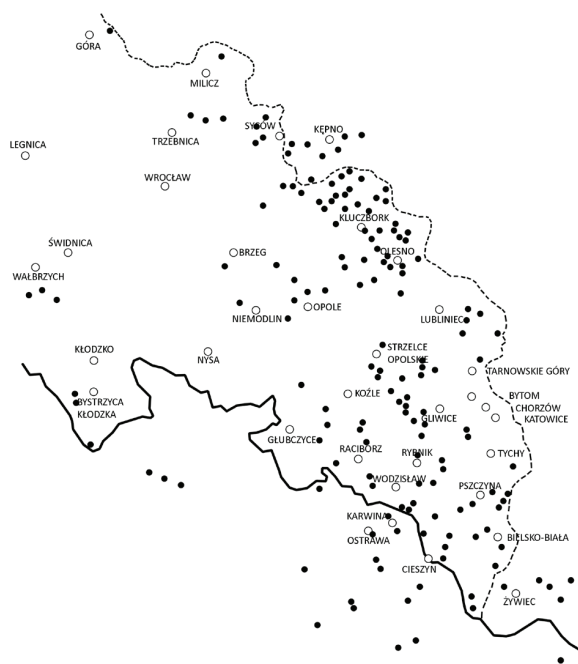 GÓRA
MILICZ
SYCÓW
KĘPNO
TRZEBNICA
LEGNICA
WROCŁAW
KLUCZBORK
ŚWIDNICA
BRZEG
OLESNO
WAŁBRZYCH
OPOLE
NIEMODLIN
LUBLINIEC
KŁODZKO
NYSA
STRZELCE
OPOLSKIE
TARNOWSKIE GÓRY
BYSTRZYCA
KŁODZKA
KOŹLE
BYTOM
CHORZÓW
GLIWICE
KATOWICE
GŁUBCZYCE
RACIBÓRZ
RYBNIK
TYCHY
WODZISŁAW
PSZCZYNA
KARWINA
OSTRAWA
BIELSKO-BIAŁA
CIESZYN
ŻYWIEC